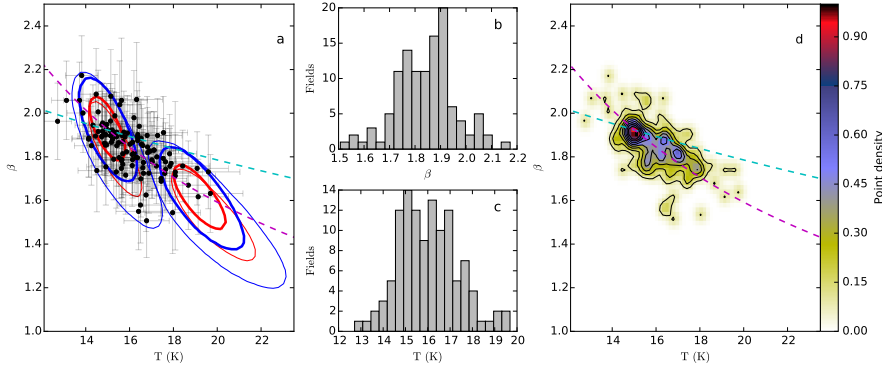 a
2.4
2.2
2.0
1.8
1.6
1.4
1.2
1.0
β
14 16 18 20 22
T (K)
b
20
15
10
5
0
Fields
1.5 1.6 1.7 1.8 1.9 2.0 2.1 2.2
β
c
14
12
10
8
6
4
2
0
Fields
12 13 14 15 16 17 18 19 20
T (K)
d
2.4
2.2
2.0
1.8
1.6
1.4
1.2
1.0
β
14 16 18 20 22
T (K)
0.90
0.75
0.60
0.45
0.30
0.15
0.00
Point density